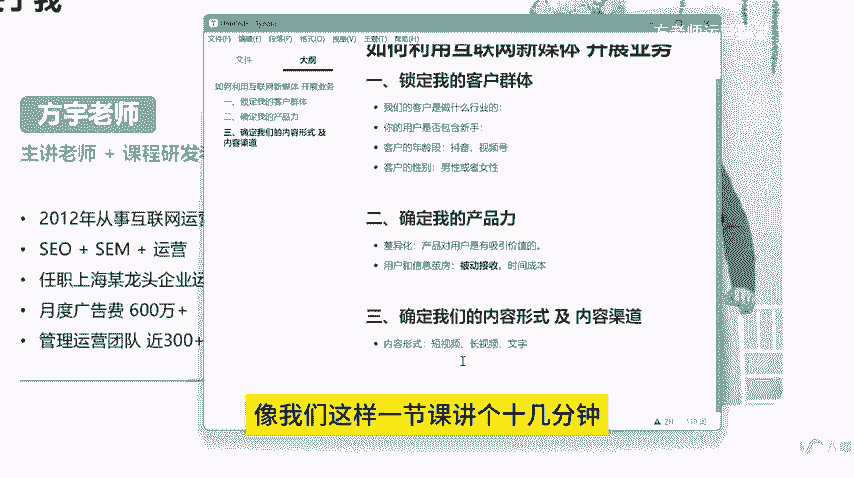 方宇老师
主讲老师 + 课程研发
2012年从事互联网运营
SEO + SEM + 运营
任职上海某龙头企业运
月度广告费 600万+
管理运营团队 近300+
文件(F) 编辑(E) 段落(P) 格式(O) 视图(V) 主题(T) 帮助(H)
文件 大纲
如何利用互联网新媒体 开展业务
一、锁定我的客户群体
二、确定我的产品力
三、确定我们的内容形式 及
内容渠道
如何利用互联网新媒体 开展业务
一、锁定我的客户群体
我们的客户是做什么行业的:
你的用户是否包含新手:
客户的年龄段: 抖音、视频号
客户的性别: 男性或者女性
二、确定我的产品力
差异化: 产品对用户是有吸引价值的。
用户和信息茧房: 被动接收, 时间成本
三、确定我们的内容形式 及 内容渠道
内容形式: 短视频、长视频、文字
像我们这样一节课讲个十几分钟